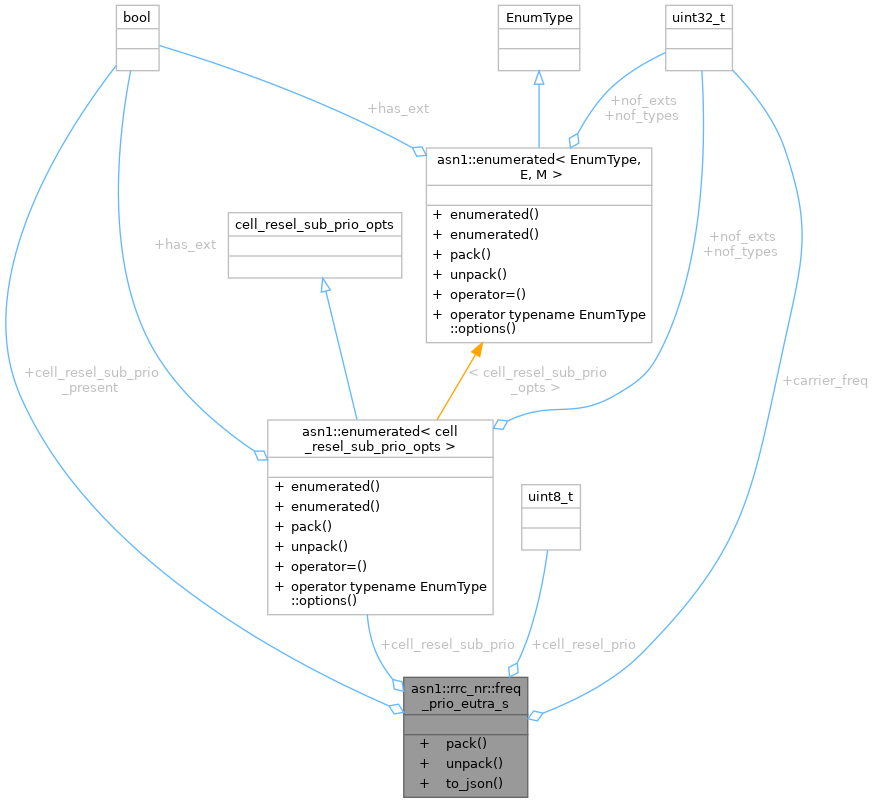 bool
EnumType
uint32_t
+has_ext
+nof_exts
+nof_types
asn1::enumerated< EnumType,
E, M >
+ enumerated()
+ enumerated()
+ pack()
+ unpack()
+ operator=()
+ operator typename EnumType
::options()
cell_resel_sub_prio_opts
+has_ext
+nof_exts
+nof_types
+cell_resel_sub_prio
_present
< cell_resel_sub_prio
_opts >
+carrier_freq
asn1::enumerated< cell
_resel_sub_prio_opts >
+ enumerated()
+ enumerated()
+ pack()
+ unpack()
+ operator=()
+ operator typename EnumType
::options()
uint8_t
+cell_resel_sub_prio
+cell_resel_prio
asn1::rrc_nr::freq
_prio_eutra_s
+ pack()
+ unpack()
+ to_json()